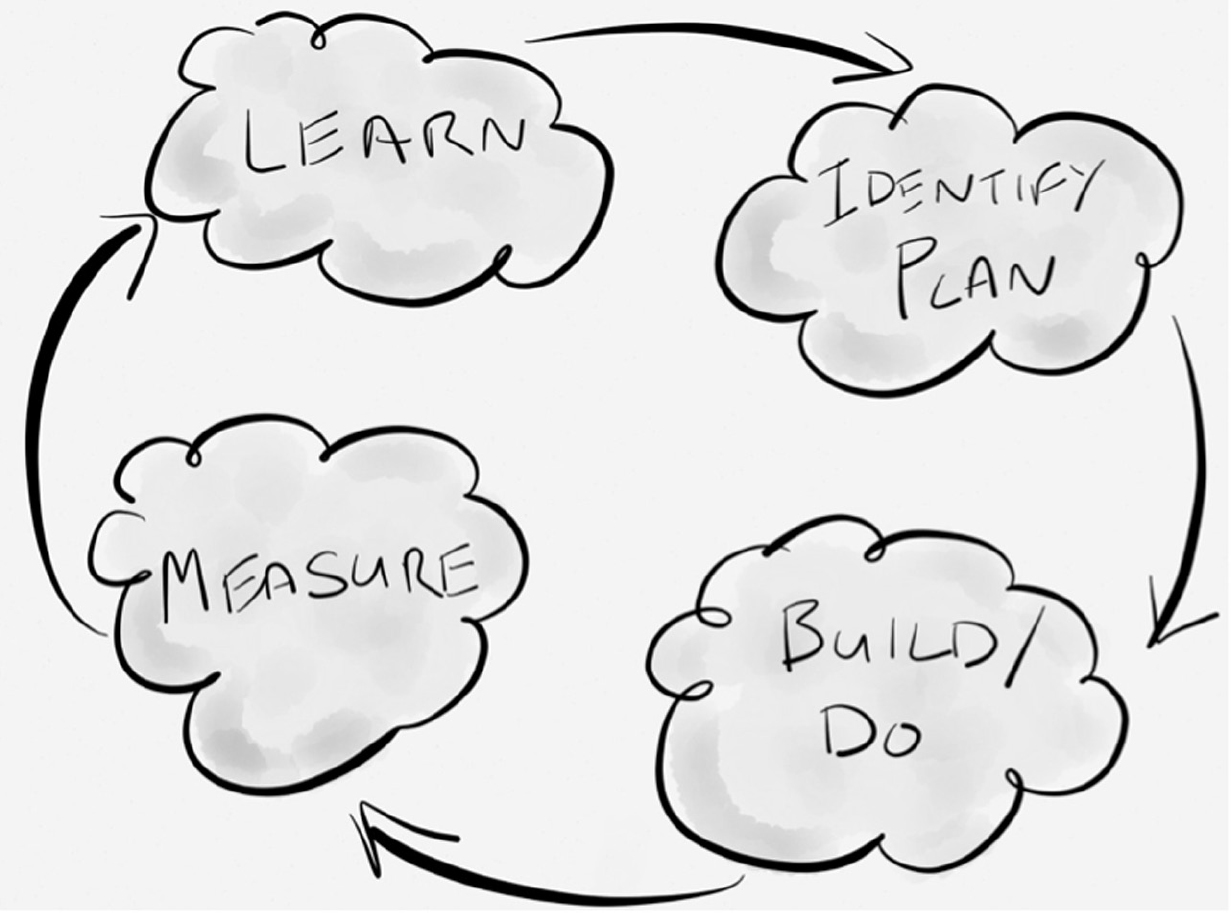 LEARN
IDENTIFY
PLAN
MEASURE
BUILD/
DO